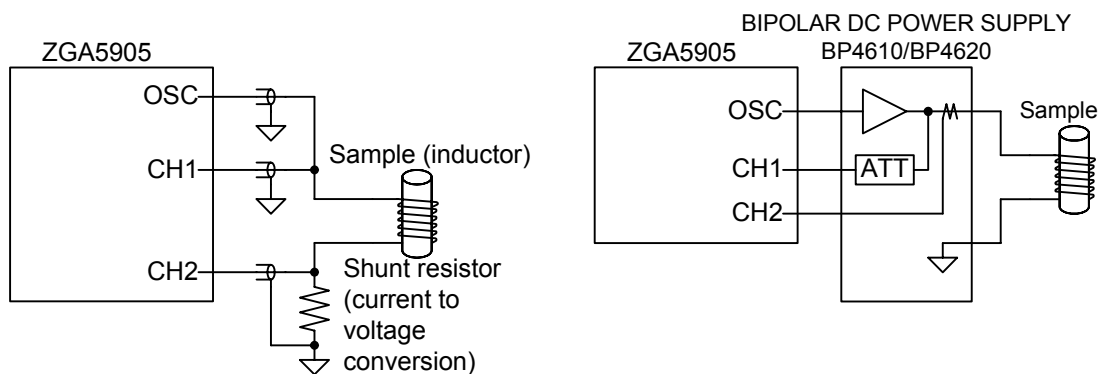 ZGA5905
OSC
CH1
Sample (inductor)
CH2
Shunt resistor
(current to
voltage
conversion)
BIPOLAR DC POWER SUPPLY
ZGA5905
BP4610/BP4620
OSC
Sample
CH1
ATT
CH2